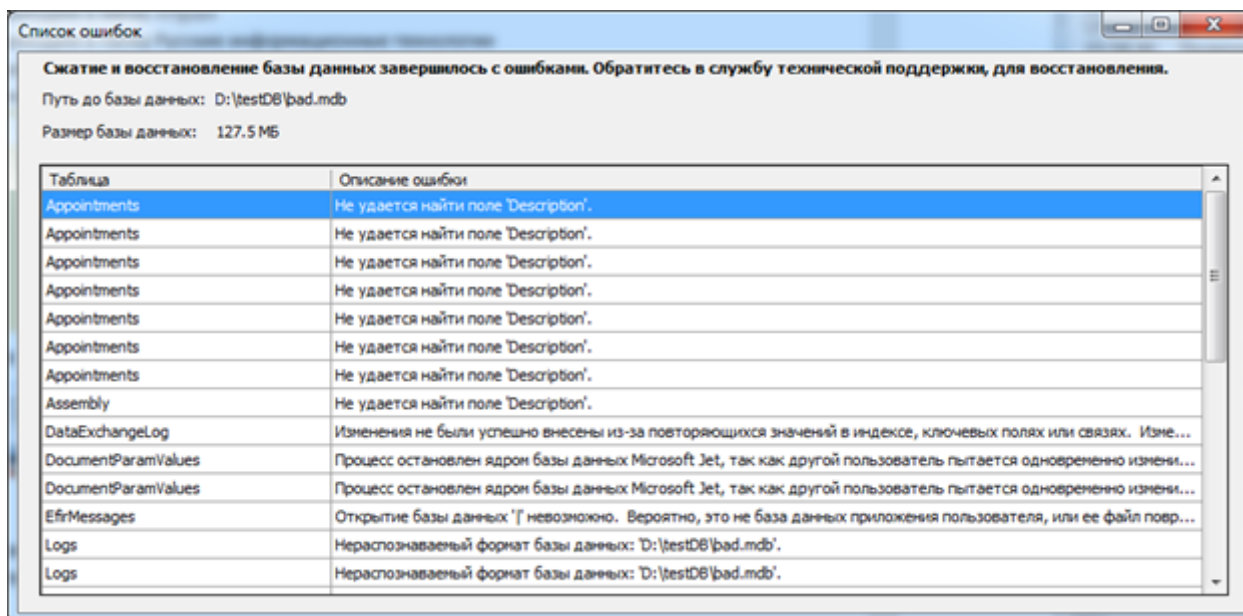 Список ошибок
Сжатие и восстановление базы данных завершилось с ошибками. Обратитесь в службу технической поддержки, для восстановления.
Путь до базы данных: D:\testDB\bad.mdb
Размер базы данных: 127.5 МБ
Таблица Описание ошибки
Appointments Не удается найти поле 'Description'.
Appointments Не удается найти поле 'Description'.
Appointments Не удается найти поле 'Description'.
Appointments Не удается найти поле 'Description'.
Appointments Не удается найти поле 'Description'.
Appointments Не удается найти поле 'Description'.
Appointments Не удается найти поле 'Description'.
Assembly Не удается найти поле 'Description'.
DataExchangeLog Изменения не были успешно внесены из-за повторяющихся значений в индексе, ключевых полях или связях. Изме...
DocumentParamValues Процесс остановлен ядром базы данных Microsoft Jet, так как другой пользователь пытается одновременно измени...
DocumentParamValues Процесс остановлен ядром базы данных Microsoft Jet, так как другой пользователь пытается одновременно измени...
EfirMessages Открытие базы данных '|' невозможно. Вероятно, это не база данных приложения пользователя, или ее файл повр...
Logs Нераспознаваемый формат базы данных: 'D:\testDB\bad.mdb'.
Logs Нераспознаваемый формат базы данных: 'D:\testDB\bad.mdb'.